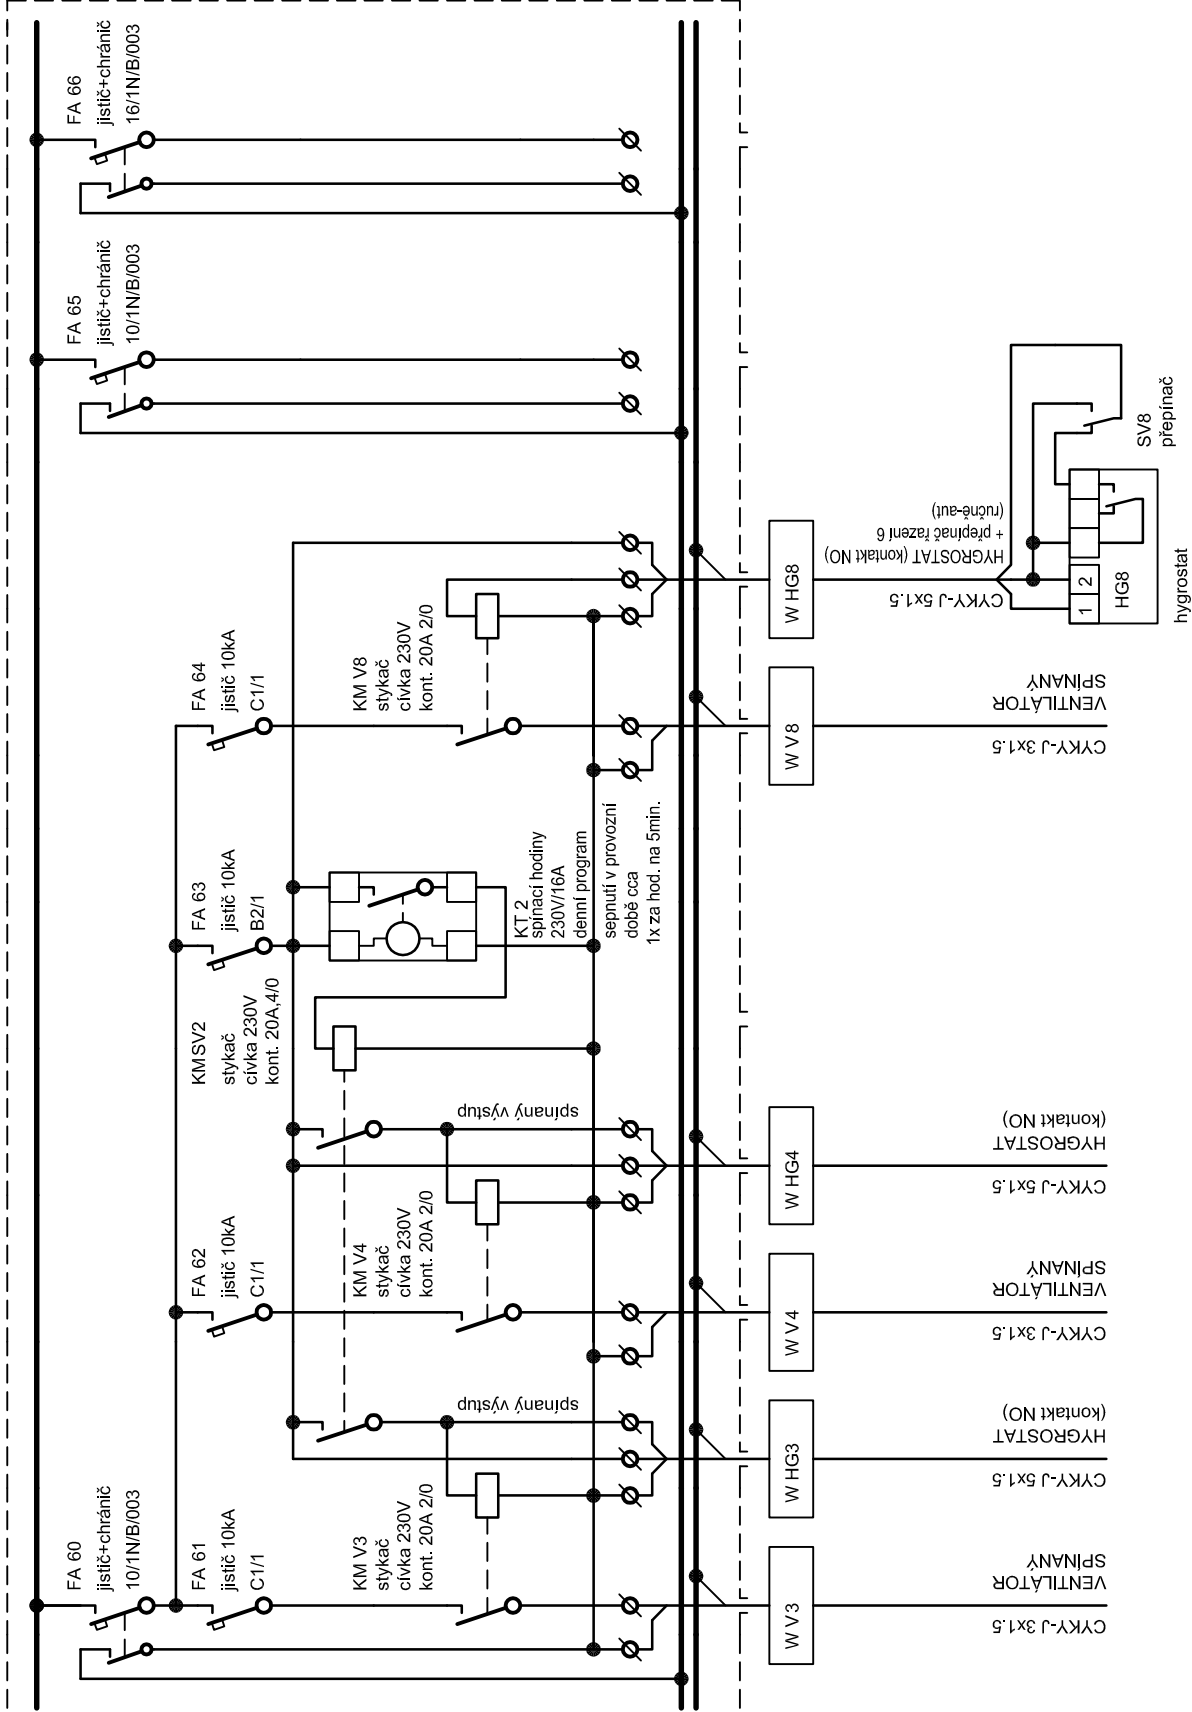 FA 60
jistič+chránič
10/1N/B/003
FA 61
jistič 10kA
C1/1
KM V3
stykač
cívka 230V
kont. 20A 2/0
spínaný výstup
FA 62
jistič 10kA
C1/1
KM V4
stykač
cívka 230V
kont. 20A 2/0
spínaný výstup
KMSV2
stykač
cívka 230V
kont. 20A,4/0
FA 63
jistič 10kA
B2/1
KT 2
spínací hodiny
230V/16A
denní program
sepnutí v provozní
době cca
1x za hod. na 5min.
FA 64
jistič 10kA
C1/1
KM V8
stykač
cívka 230V
kont. 20A 2/0
FA 65
jistič+chránič
10/1N/B/003
FA 66
jistič+chránič
16/1N/B/003
W V3
CYKY-J 3x1.5
VENTILÁTOR
SPÍNANÝ
W HG3
CYKY-J 5x1.5
HYGROSTAT
(kontakt NO)
W V4
CYKY-J 3x1.5
VENTILÁTOR
SPÍNANÝ
W HG4
CYKY-J 5x1.5
HYGROSTAT
(kontakt NO)
W V8
CYKY-J 3x1.5
VENTILÁTOR
SPÍNANÝ
W HG8
CYKY-J 5x1.5
HYGROSTAT (kontakt NO)
+ přepínač řazení 6
(ručně-aut)
1 2
HG8
hygrostat
SV8
přepínač